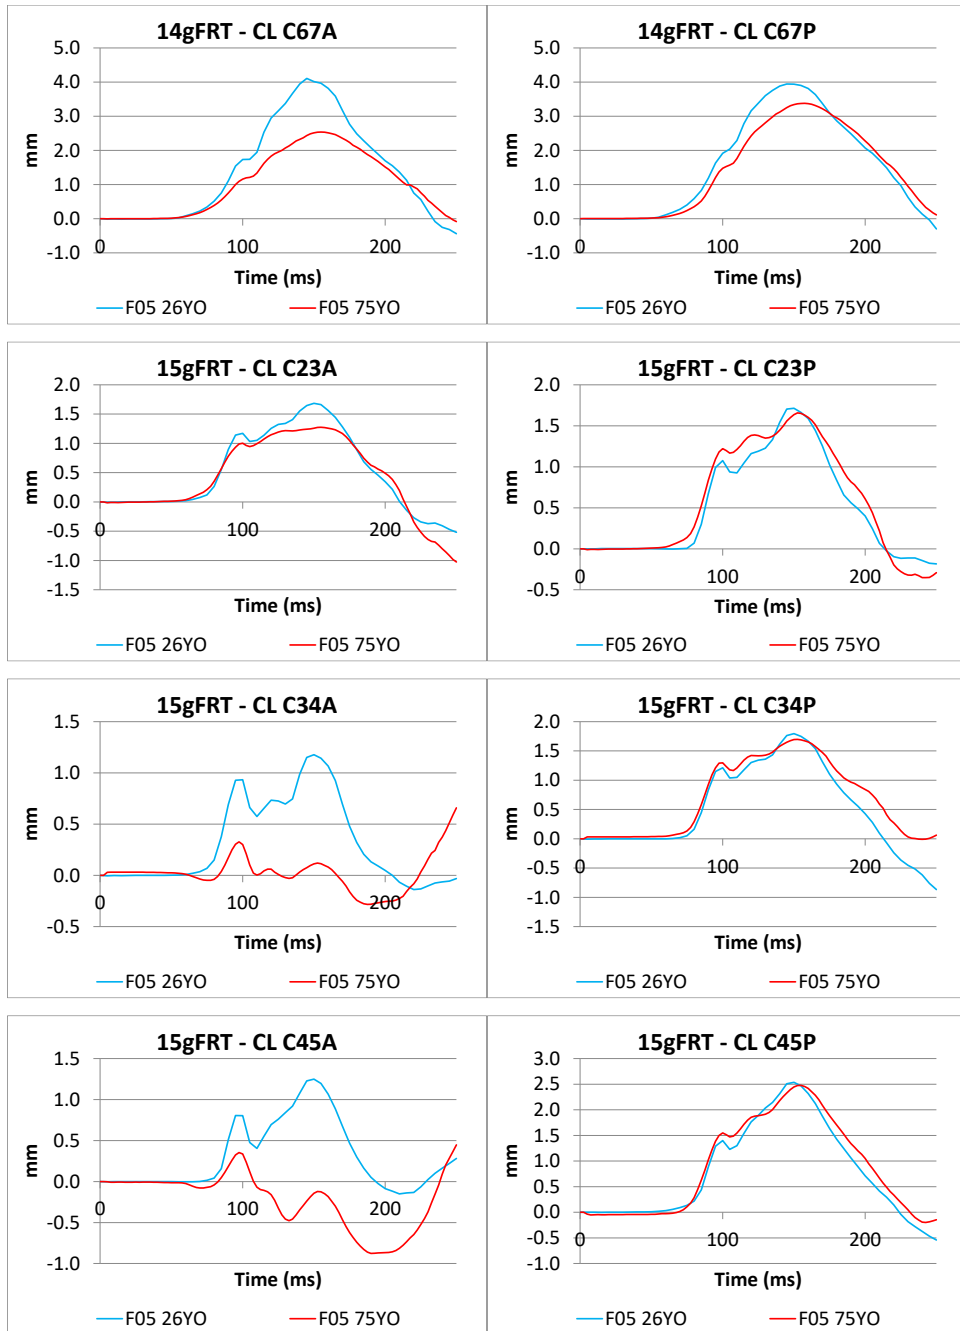 14gFRT - CL C67A
5.0
4.0
3.0
2.0
1.0
0.0
-1.0
mm
0 100 200
Time (ms)
F05 26YO F05 75YO
14gFRT - CL C67P
5.0
4.0
3.0
2.0
1.0
0.0
-1.0
mm
0 100 200
Time (ms)
F05 26YO F05 75YO
15gFRT - CL C23A
2.0
1.5
1.0
0.5
0.0
-0.5
-1.0
-1.5
mm
0 100 200
Time (ms)
F05 26YO F05 75YO
15gFRT - CL C23P
2.0
1.5
1.0
0.5
0.0
-0.5
mm
0 100 200
Time (ms)
F05 26YO F05 75YO
15gFRT - CL C34A
1.5
1.0
0.5
0.0
-0.5
mm
0 100 200
Time (ms)
F05 26YO F05 75YO
15gFRT - CL C34P
2.0
1.5
1.0
0.5
0.0
-0.5
-1.0
-1.5
mm
0 100 200
Time (ms)
F05 26YO F05 75YO
15gFRT - CL C45A
1.5
1.0
0.5
0.0
-0.5
-1.0
mm
0 100 200
Time (ms)
F05 26YO F05 75YO
15gFRT - CL C45P
3.0
2.5
2.0
1.5
1.0
0.5
0.0
-0.5
-1.0
mm
0 100 200
Time (ms)
F05 26YO F05 75YO